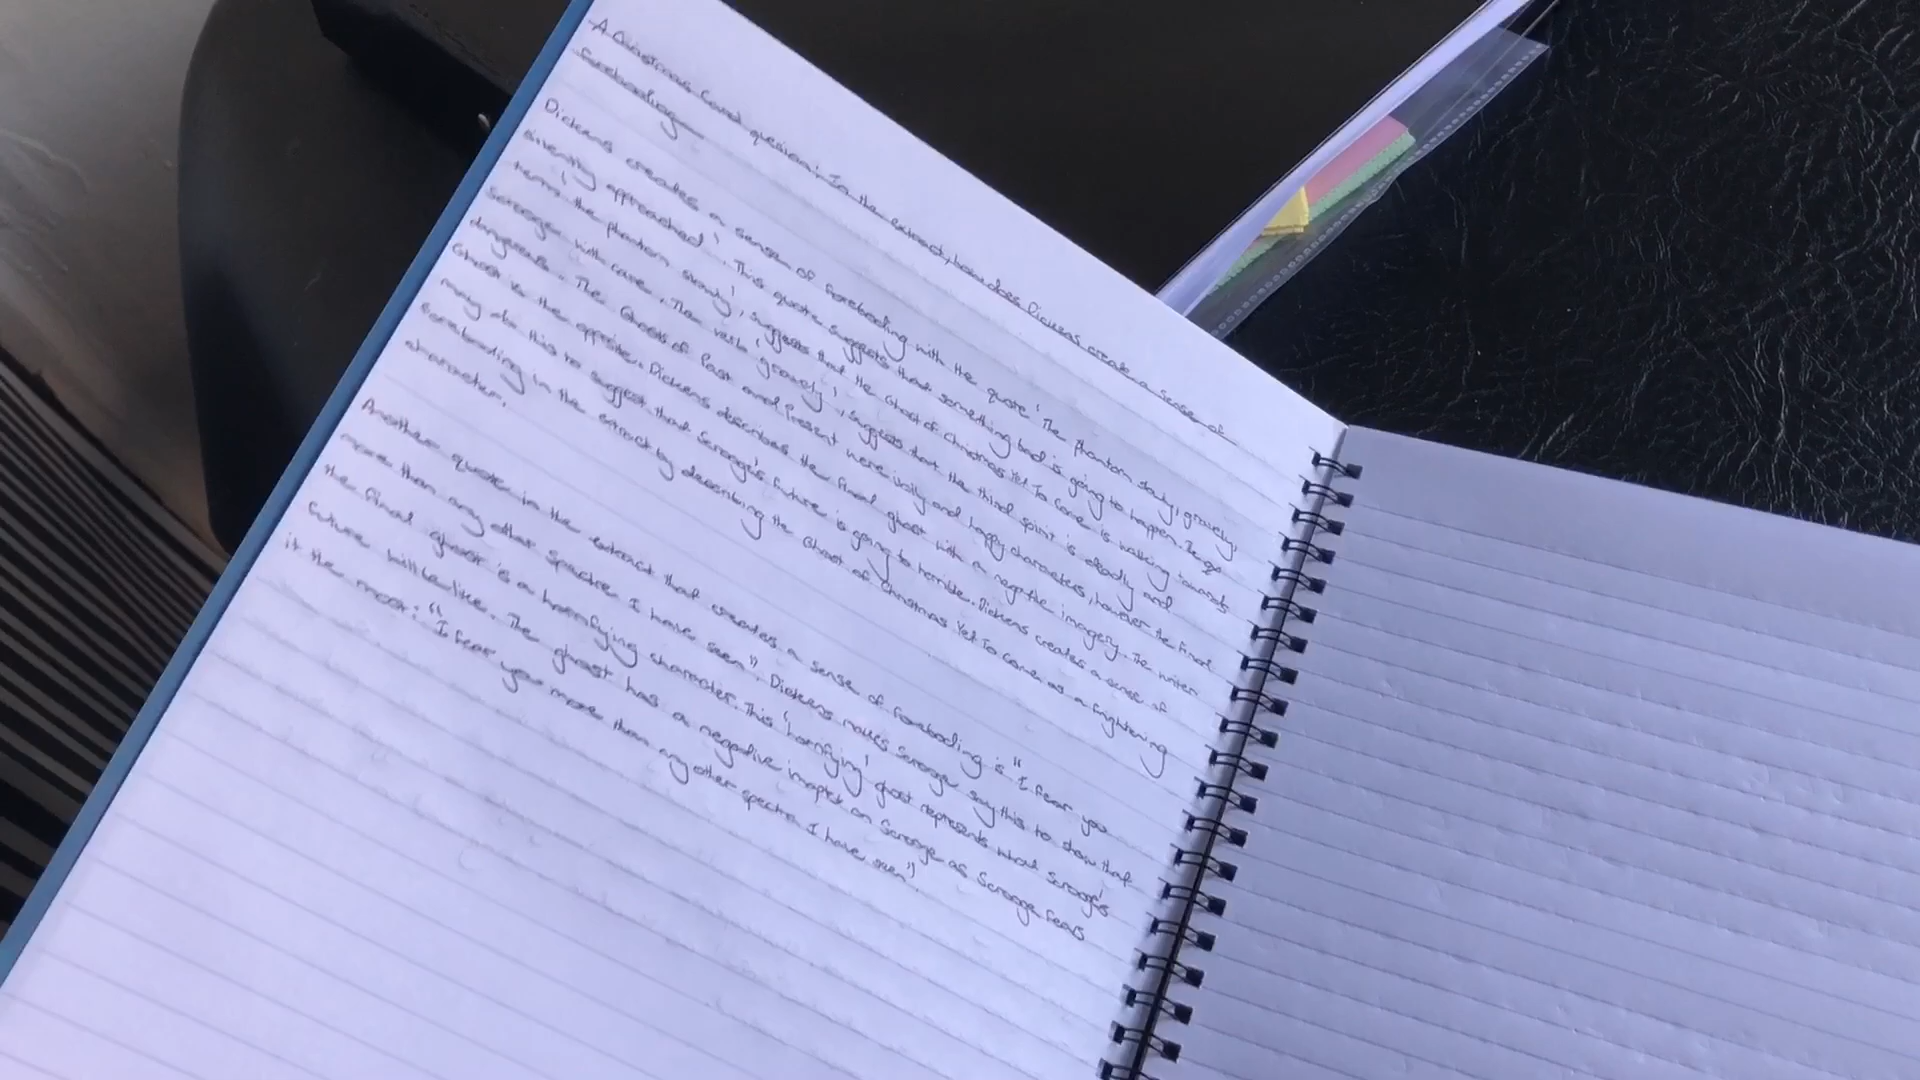 A Christmas Carol question: In the extract, how does Dickens create a sense of
foreboding
Dickens creates a sense of foreboding with the quote 'The Phantom slowly, gravely
silently approached'. This quote suggests that something bad is going to happen. The
term 'the phantom slowly', suggests that the Ghost of Christmas Yet To Come is walking towards
Scrooge with care. The verb 'gravely', suggests that the third spirit is deadly and
dangerous. The Ghosts of Past and Present were jolly and happy characters, however the final
Ghost is the opposite. Dickens describes the final ghost with a negative imagery. The writer
may do this to suggest that Scrooge's future is going to terrible. Dickens creates a sense of
foreboding in the extract by describing the Ghost of Christmas Yet To Come as a frightening
character.
Another quote in the extract that creates a sense of foreboding is "I fear you
more than any other Spectre I have seen". Dickens makes Scrooge say this to show that
the final ghost is a horrifying character. This 'horrifying' ghost represents what Scrooge's
future will be like. The ghost has a negative impact on Scrooge as Scrooge fears
it the most: "I fear you more than any other spectre I have seen".